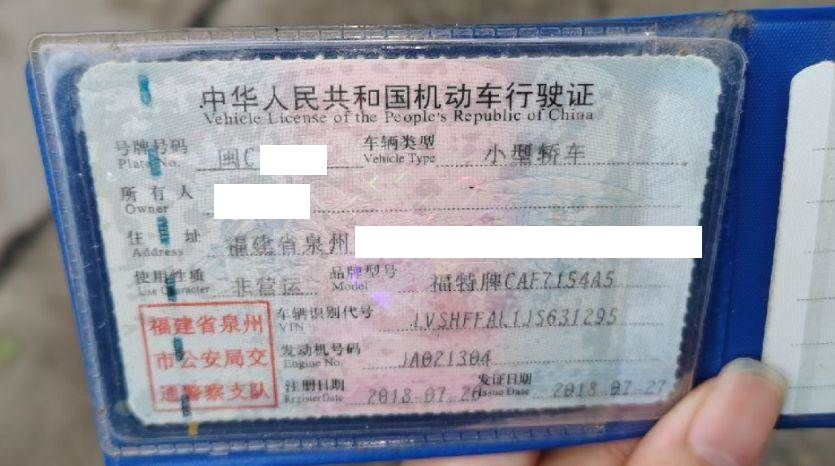 中华人民共和国机动车行驶证
Vehicle License of the People's Republic of China
号牌号码 Plate No. 闽C 车辆类型 Vehicle Type 小型轿车
所有人 Owner
住址 Address 福建省泉州
使用性质 Use Character 非营运 品牌型号 Model 福特牌CAF7154A5
车辆识别代号 VIN LVSHFFAL1JS631295
发动机号码 Engine No. JA021304
注册日期 Register Date 2018-07-26 发证日期 Issue Date 2018-07-27
福建省泉州
市公安局交
通警察支队